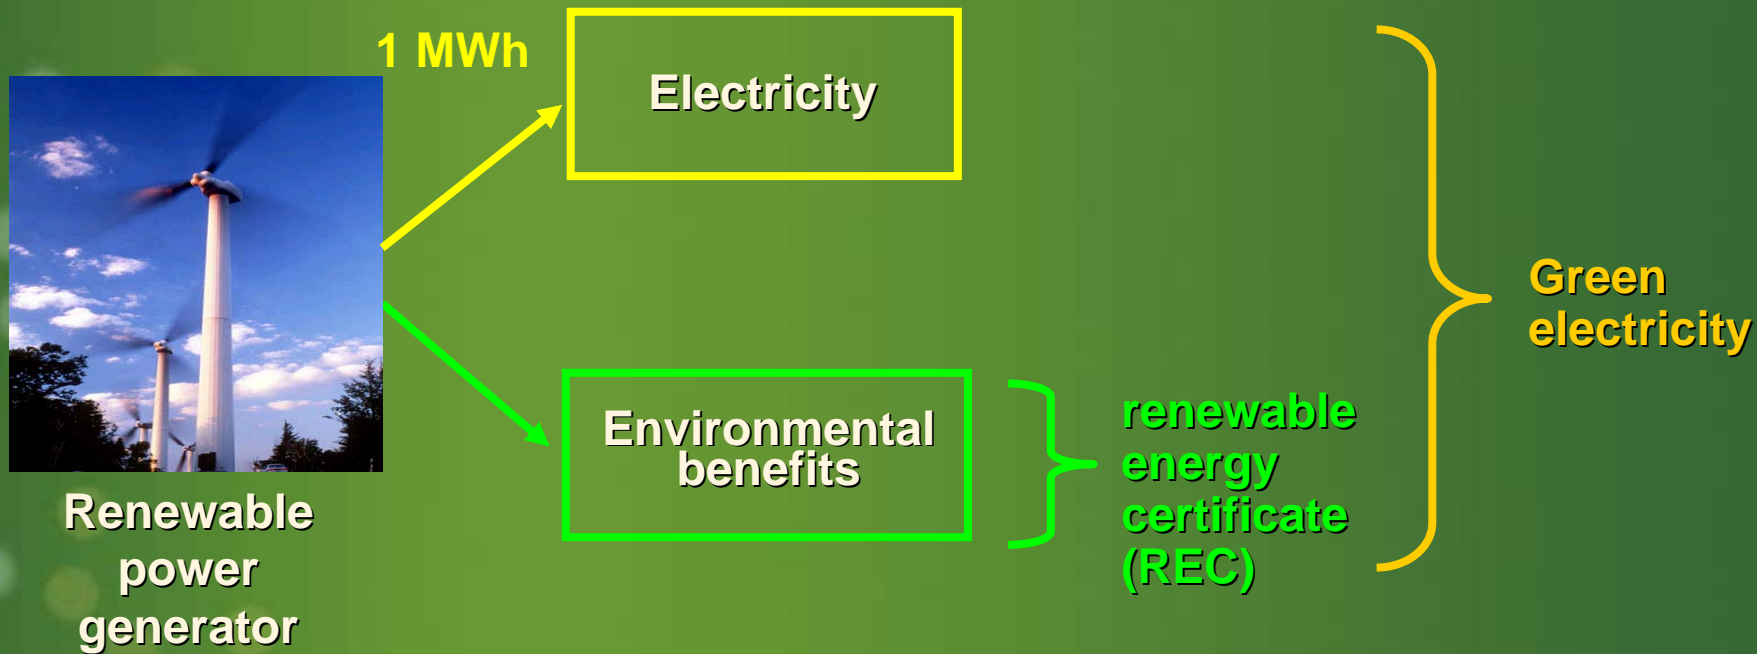 1 MWh
Electricity
Renewable
power
generator
Environmental
benefits
renewable
energy
certificate
(REC)
Green
electricity